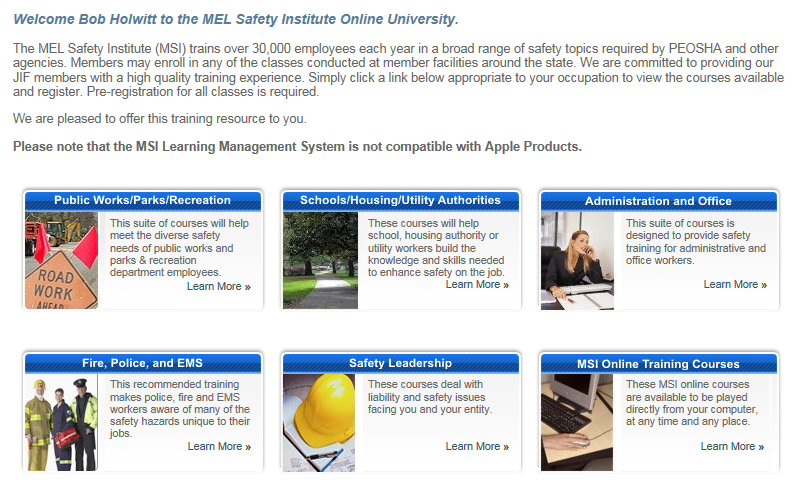 Welcome Bob Holwitt to the MEL Safety Institute Online University.
The MEL Safety Institute (MSI) trains over 30,000 employees each year in a broad range of safety topics required by PEOSHA and other
agencies. Members may enroll in any of the classes conducted at member facilities around the state. We are committed to providing our
JIF members with a high quality training experience. Simply click a link below appropriate to your occupation to view the courses available
and register. Pre-registration for all classes is required.
We are pleased to offer this training resource to you.
Please note that the MSI Learning Management System is not compatible with Apple Products.
Public Works/Parks/Recreation
ROAD
WORK
AHEAD
This suite of courses will help
meet the diverse safety
needs of public works and
parks & recreation
department employees.
Learn More »
Schools/Housing/Utility Authorities
These courses will help
school, housing authority or
utility workers build the
knowledge and skills needed
to enhance safety on the job.
Learn More »
Administration and Office
This suite of courses is
designed to provide safety
training for administrative and
office workers.
Learn More »
Fire, Police, and EMS
This recommended training
makes police, fire and EMS
workers aware of many of the
safety hazards unique to their
jobs.
Learn More »
Safety Leadership
These courses deal with
liability and safety issues
facing you and your entity.
Learn More »
MSI Online Training Courses
These MSI online courses
are available to be played
directly from your computer,
at any time and any place.
Learn More »